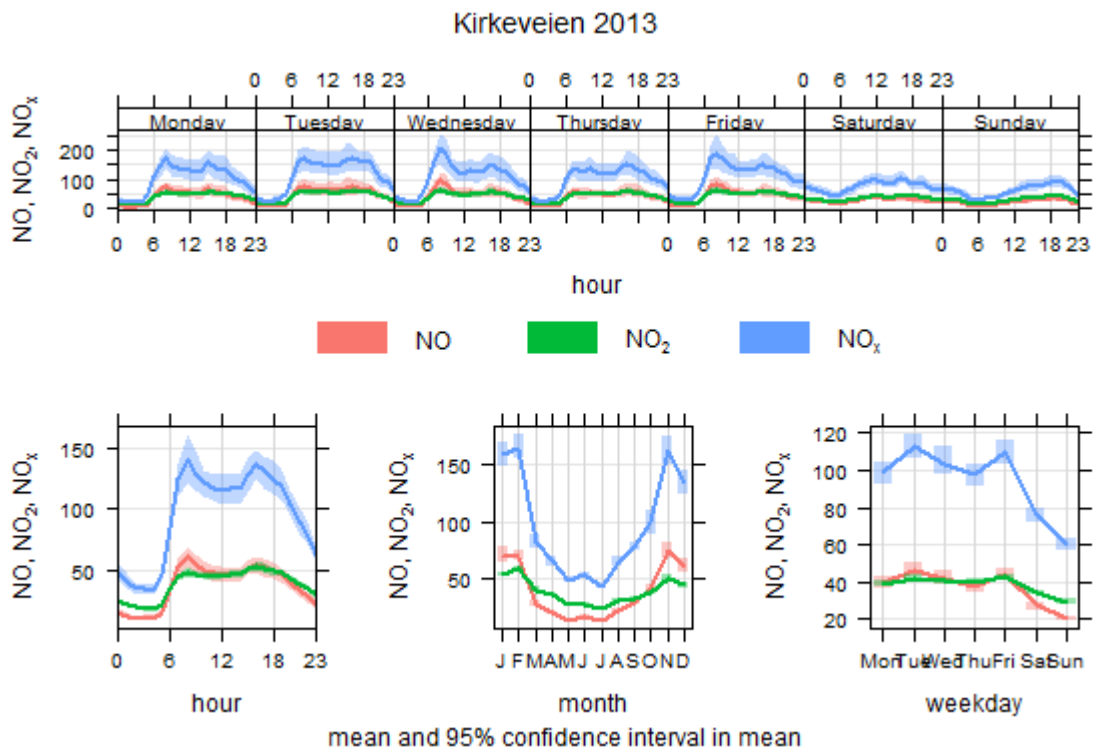 Kirkeveien 2013
0 6 12 18 23 0 6 12 18 23 0 6 12 18 23
Monday Tuesday Wednesday Thursday Friday Saturday Sunday
NO, NO₂, NOₓ
200
100
0
0 6 12 18 23 0 6 12 18 23 0 6 12 18 23 0 6 12 18 23
hour
NO NO₂ NOₓ
NO, NO₂, NOₓ
150
100
50
0 6 12 18 23
hour
NO, NO₂, NOₓ
150
100
50
J F M A M J J A S O N D
month
NO, NO₂, NOₓ
120
100
80
60
40
20
Mon Tue Wed Thu Fri Sat Sun
weekday
mean and 95% confidence interval in mean